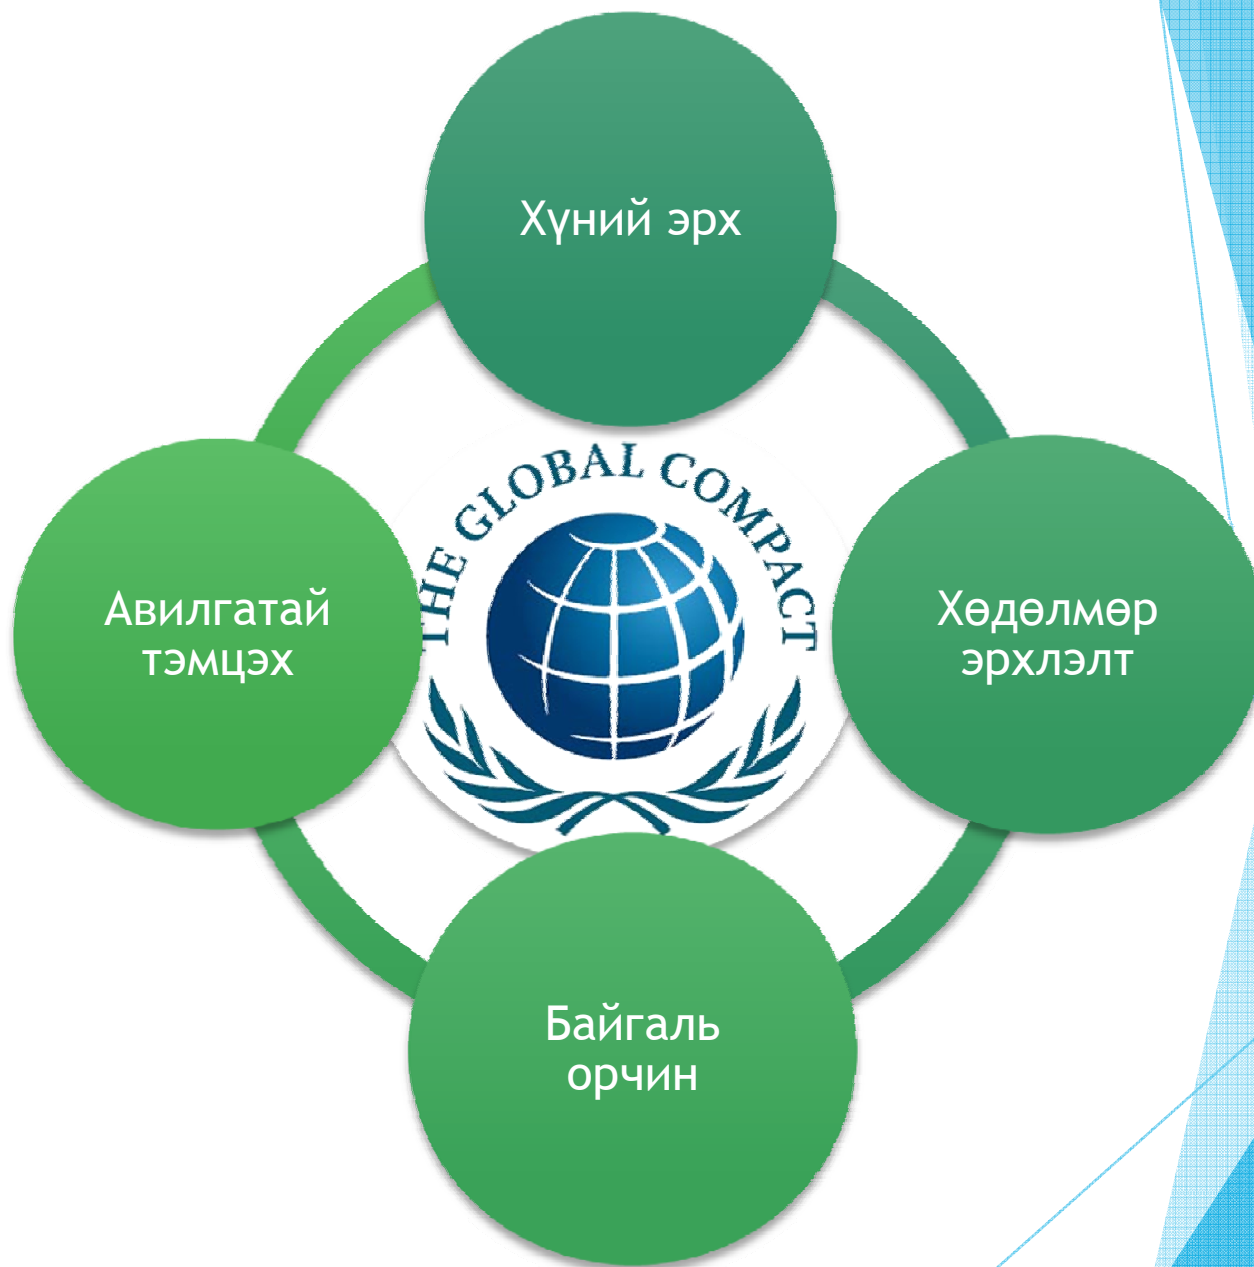 Хүний эрх
THE GLOBAL COMPACT
Авилгатай
тэмцэх
Хөдөлмөр
эрхлэлт
Байгаль
орчин